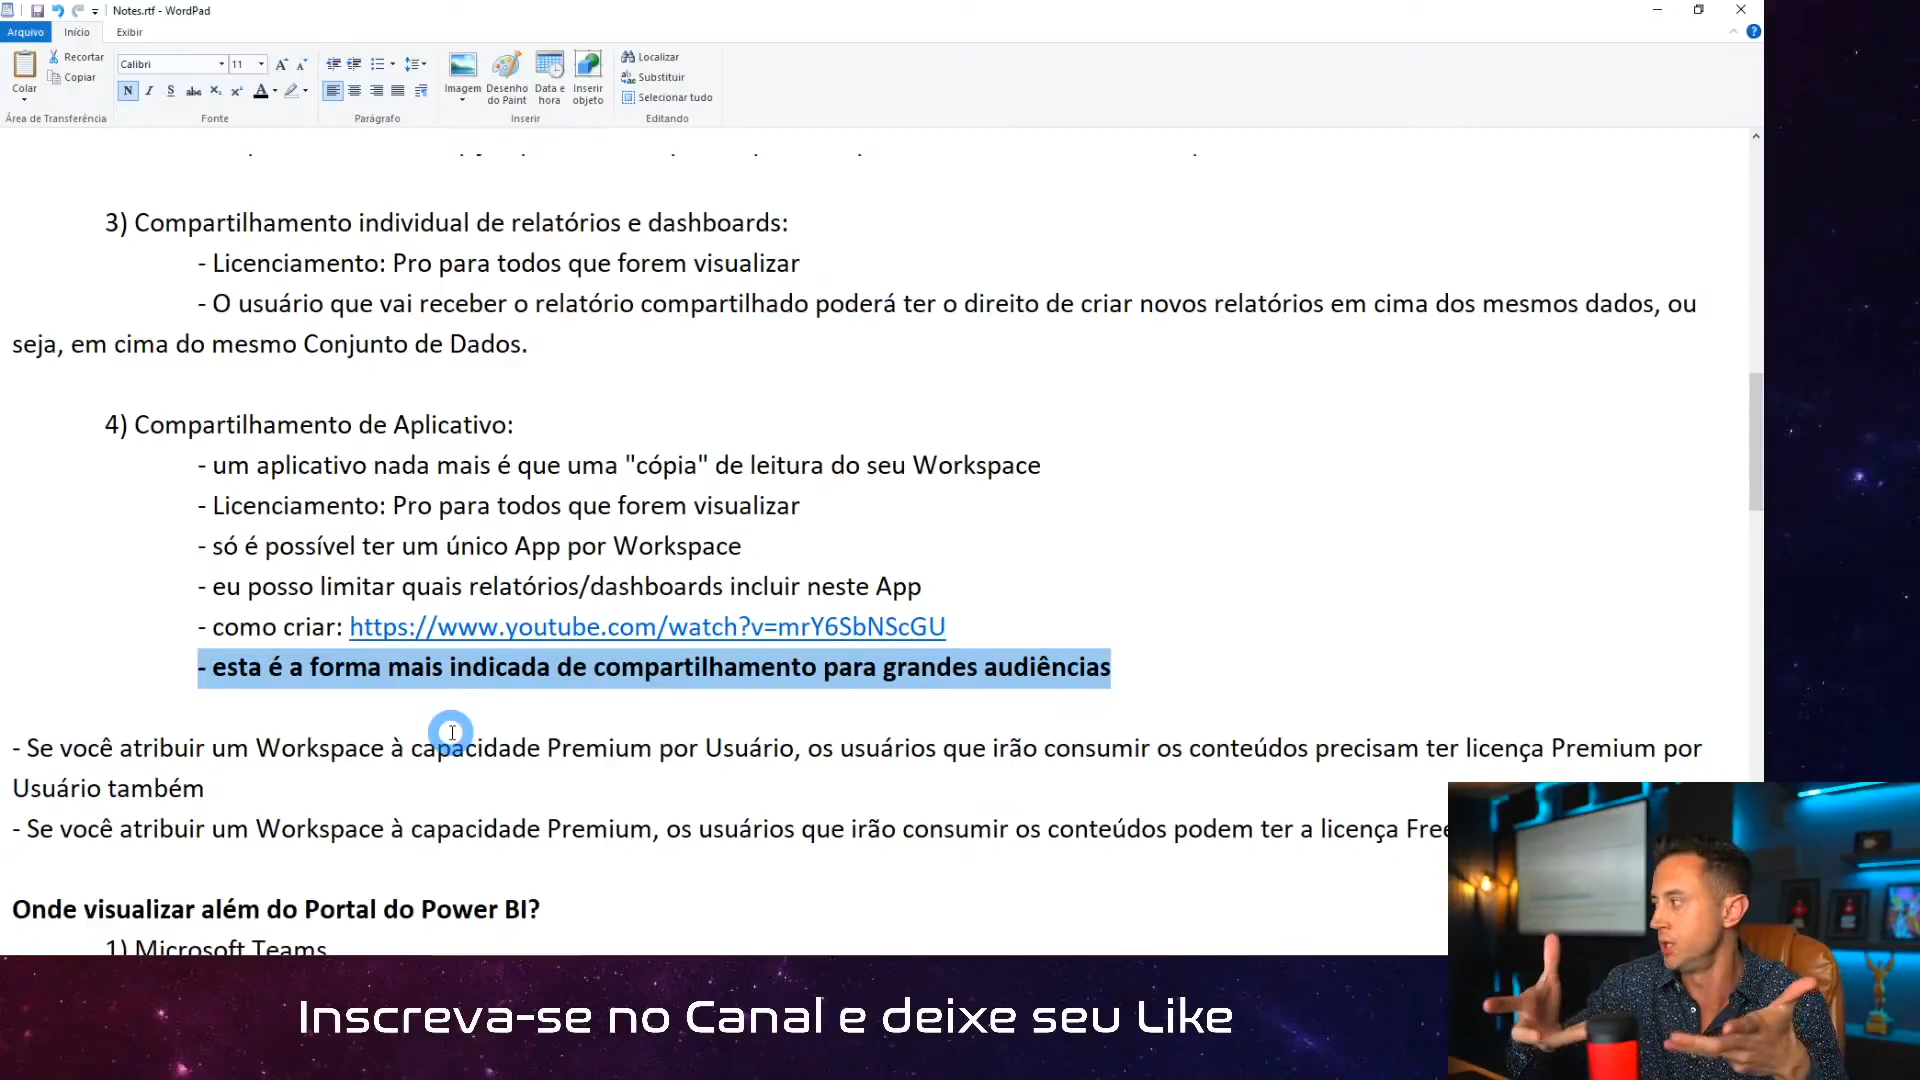 Notes.rtf - WordPad
Arquivo Início Exibir
Colar
Recortar
Copiar
Área de Transferência
Calibri 11
N I S abc X₂ X² A
Fonte
Parágrafo
Imagem
Desenho do Paint
Data e hora
Inserir objeto
Inserir
Localizar
Substituir
Selecionar tudo
Editando
3) Compartilhamento individual de relatórios e dashboards:
- Licenciamento: Pro para todos que forem visualizar
- O usuário que vai receber o relatório compartilhado poderá ter o direito de criar novos relatórios em cima dos mesmos dados, ou
seja, em cima do mesmo Conjunto de Dados.
4) Compartilhamento de Aplicativo:
- um aplicativo nada mais é que uma "cópia" de leitura do seu Workspace
- Licenciamento: Pro para todos que forem visualizar
- só é possível ter um único App por Workspace
- eu posso limitar quais relatórios/dashboards incluir neste App
- como criar: https://www.youtube.com/watch?v=mrY6SbNScGU
- esta é a forma mais indicada de compartilhamento para grandes audiências
- Se você atribuir um Workspace à capacidade Premium por Usuário, os usuários que irão consumir os conteúdos precisam ter licença Premium por
Usuário também
- Se você atribuir um Workspace à capacidade Premium, os usuários que irão consumir os conteúdos podem ter a licença Free
Onde visualizar além do Portal do Power BI?
1) Microsoft Teams
Inscreva-se no Canal e deixe seu Like